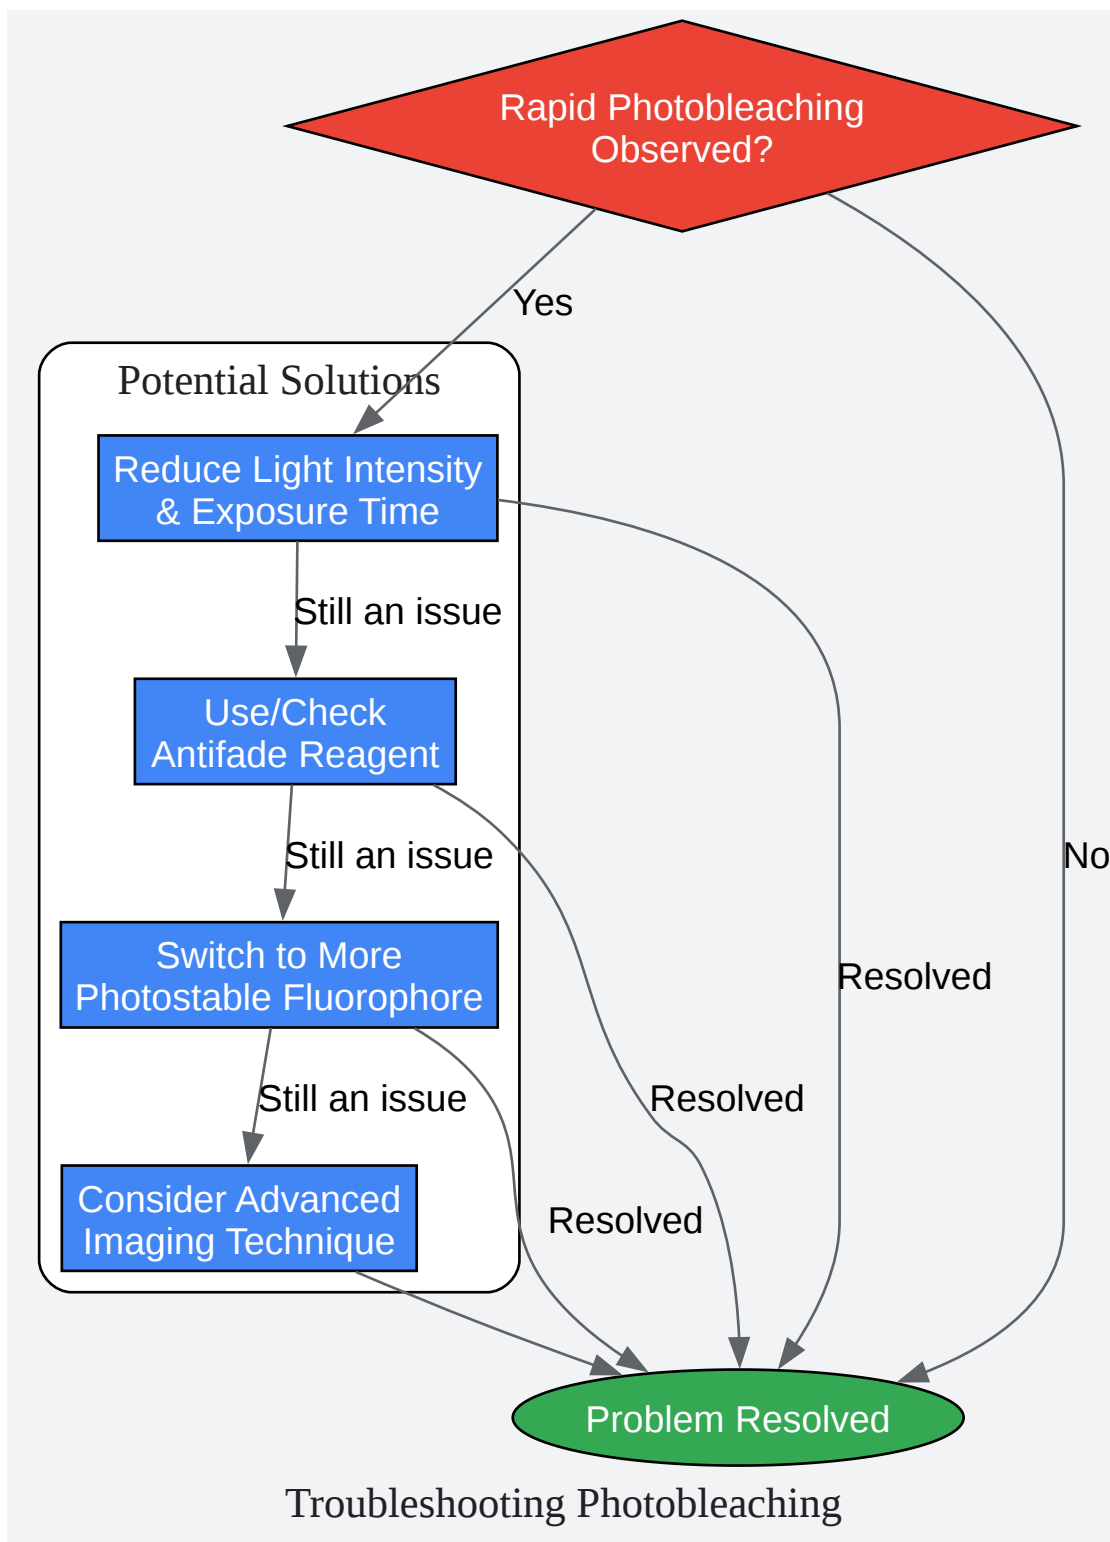 Rapid Photobleaching
Observed?
Yes
Potential Solutions
Reduce Light Intensity
& Exposure Time
Still an issue
Use/Check
Antifade Reagent
Still an issue
No
Switch to More
Photostable Fluorophore
Resolved
Still an issue
Resolved
Consider Advanced
Imaging Technique
Resolved
Problem Resolved
Troubleshooting Photobleaching